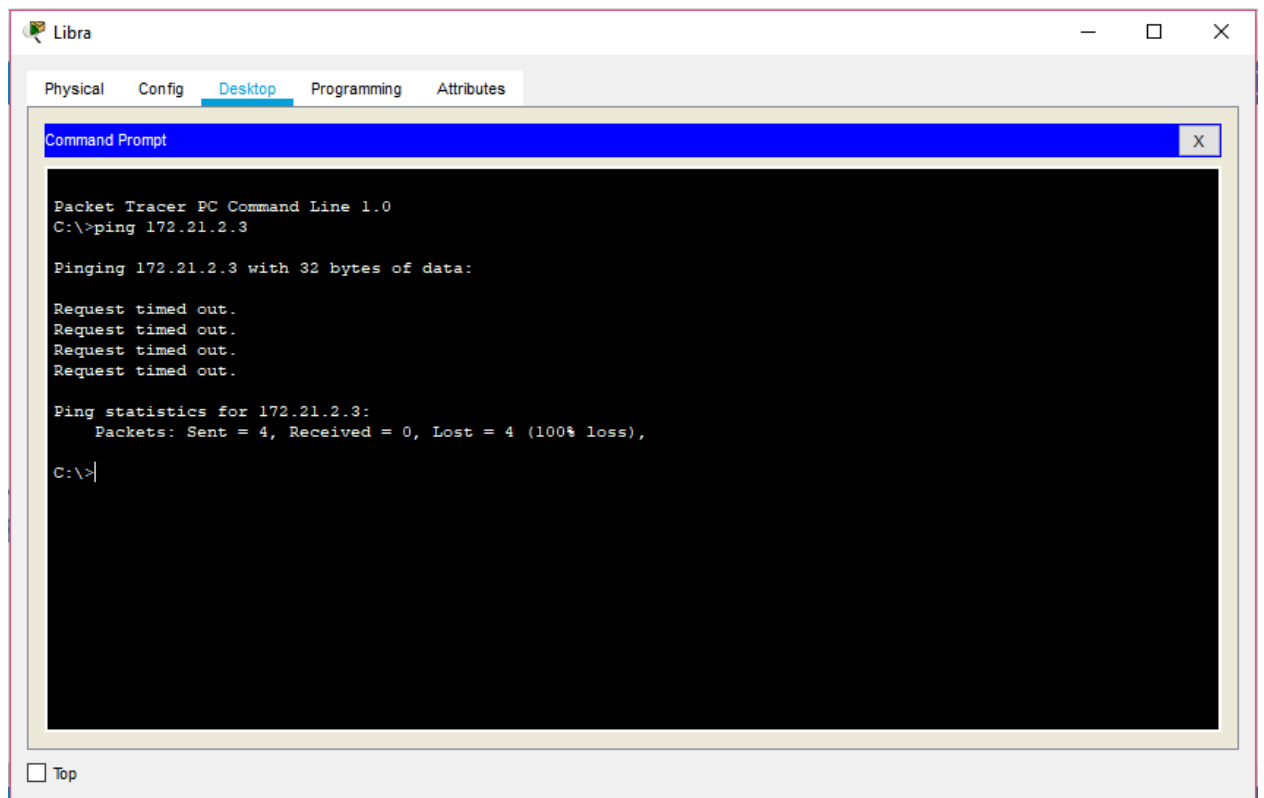 Libra
Physical Config Desktop Programming Attributes
Command Prompt
X
Packet Tracer PC Command Line 1.0
C:\>ping 172.21.2.3
Pinging 172.21.2.3 with 32 bytes of data:
Request timed out.
Request timed out.
Request timed out.
Request timed out.
Ping statistics for 172.21.2.3:
Packets: Sent = 4, Received = 0, Lost = 4 (100% loss),
C:\>
Top